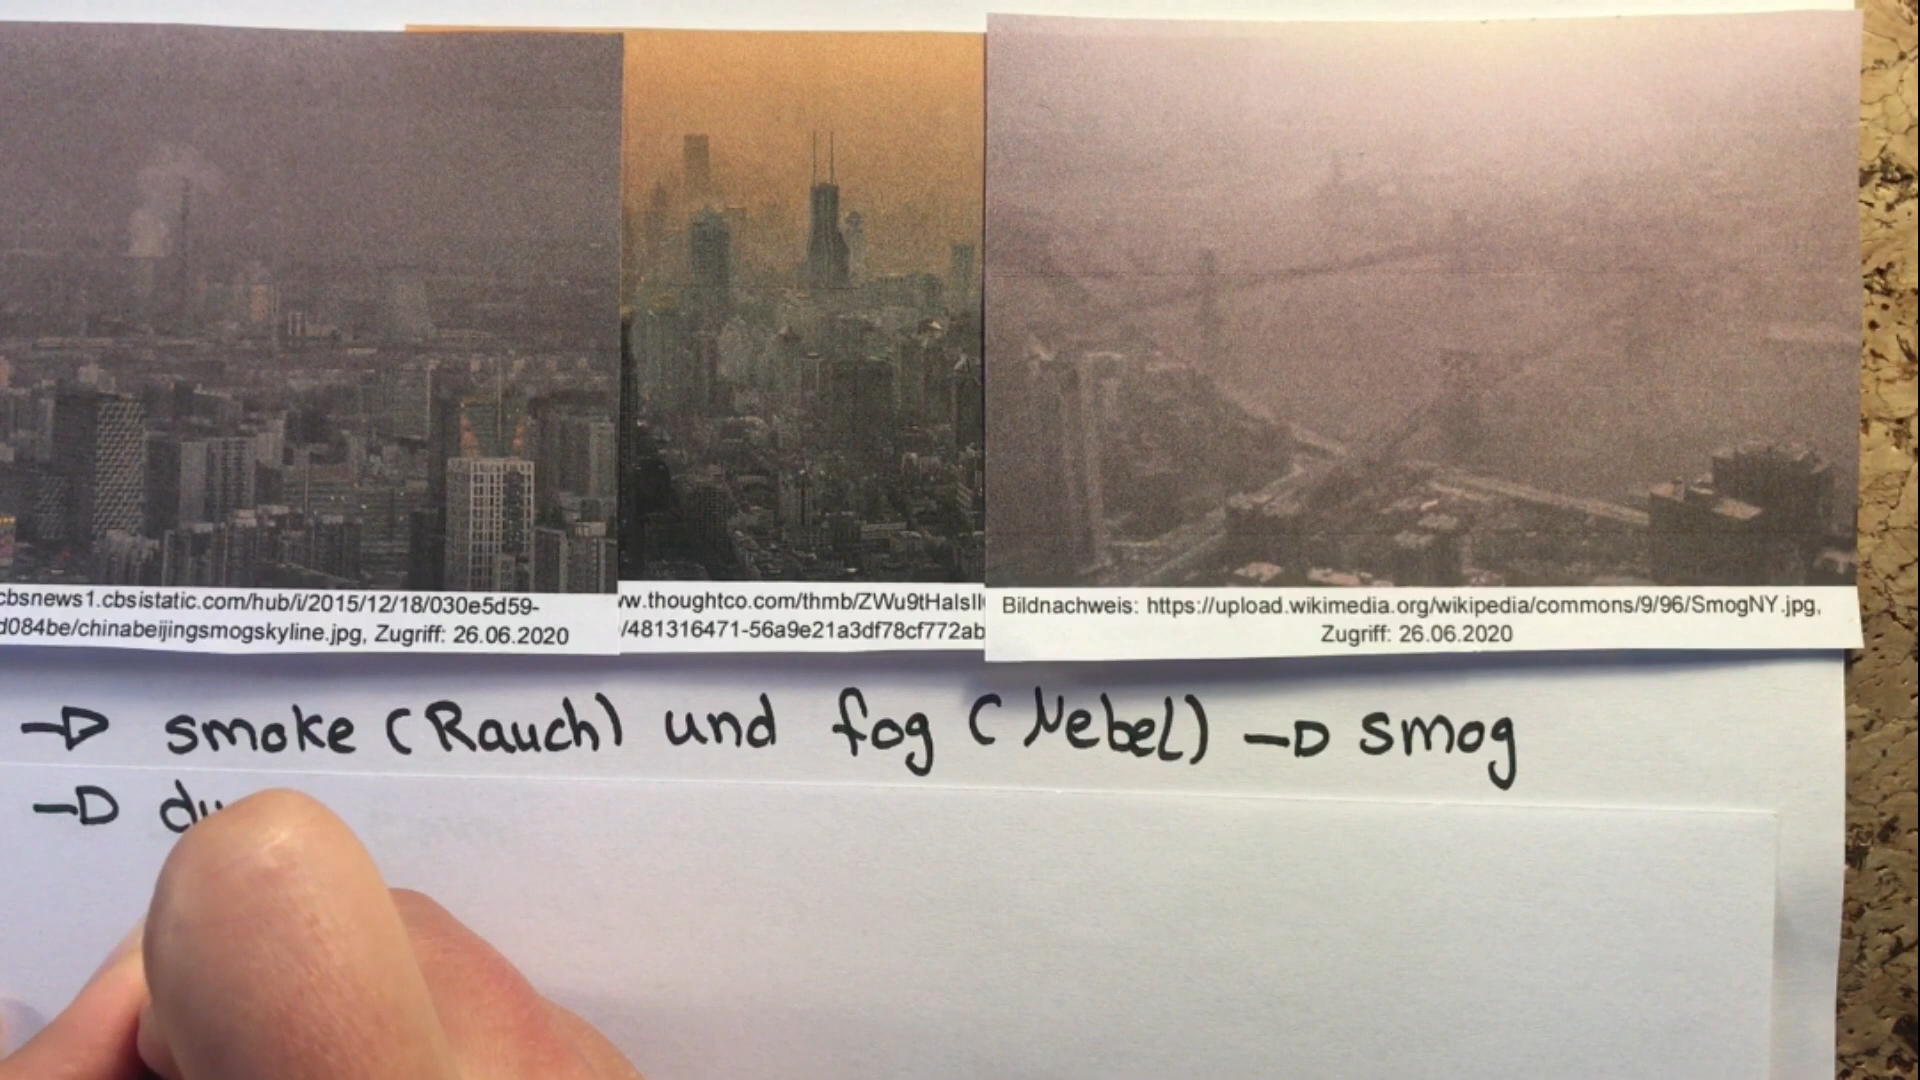 cbsnews1.cbsistatic.com/hub/i/2015/12/18/030e5d59-
d084be/chinabeijingsmogskyline.jpg, Zugriff: 26.06.2020
w.thoughtco.com/thmb/ZWu9tHalsII
/481316471-56a9e21a3df78cf772ab
Bildnachweis: https://upload.wikimedia.org/wikipedia/commons/9/96/SmogNY.jpg,
Zugriff: 26.06.2020
→ smoke (Rauch) und fog (Nebel) → smog
→ du